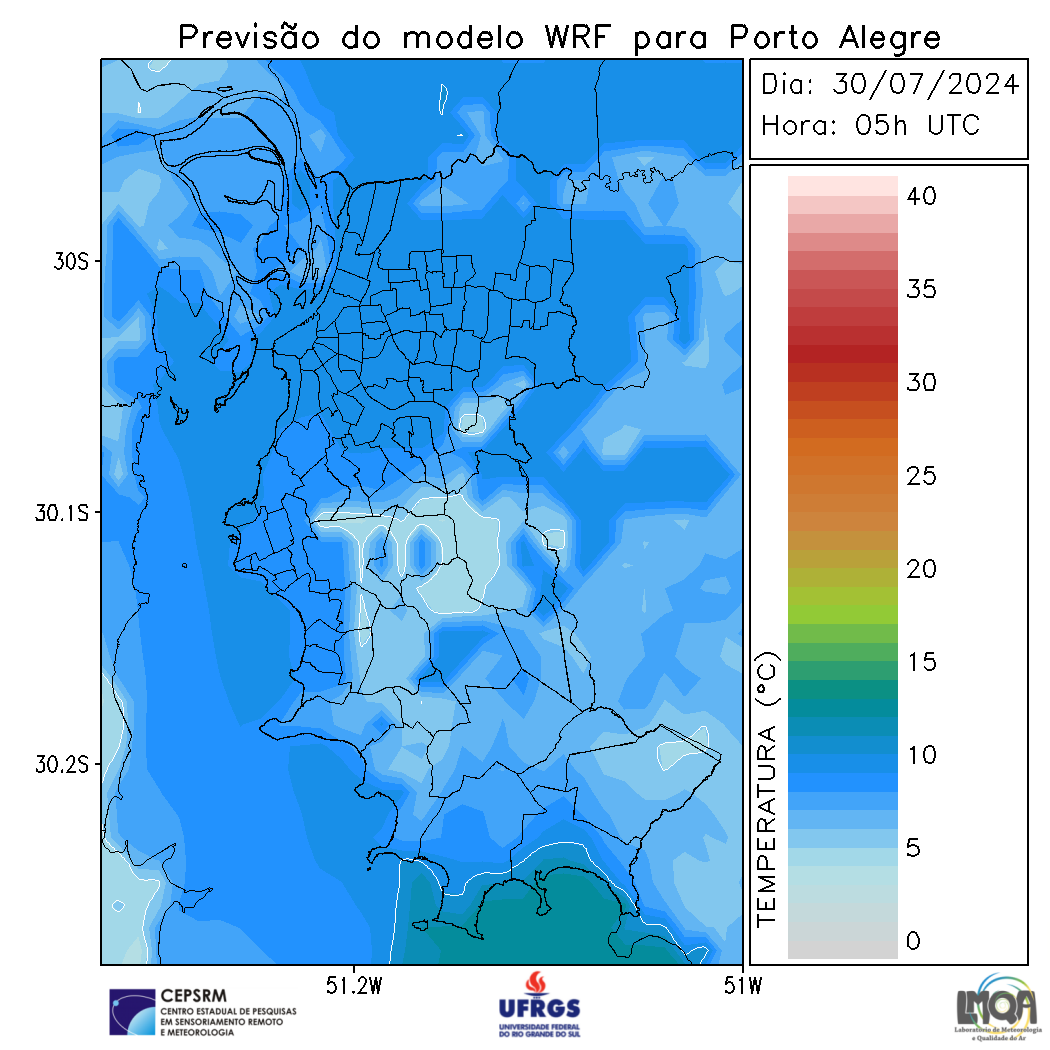 Previsão do modelo WRF para Porto Alegre
Dia: 30/07/2024
Hora: 05h UTC
40
35
30
25
20
15
10
5
0
TEMPERATURA (°C)
30S
30.1S
30.2S
51.2W
51W
CEPSRM
CENTRO ESTADUAL DE PESQUISAS
EM SENSORIAMENTO REMOTO
E METEOROLOGIA
UFRGS
UNIVERSIDADE FEDERAL
DO RIO GRANDE DO SUL
LMQA
Laboratório de Meteorologia
e Qualidade do Ar